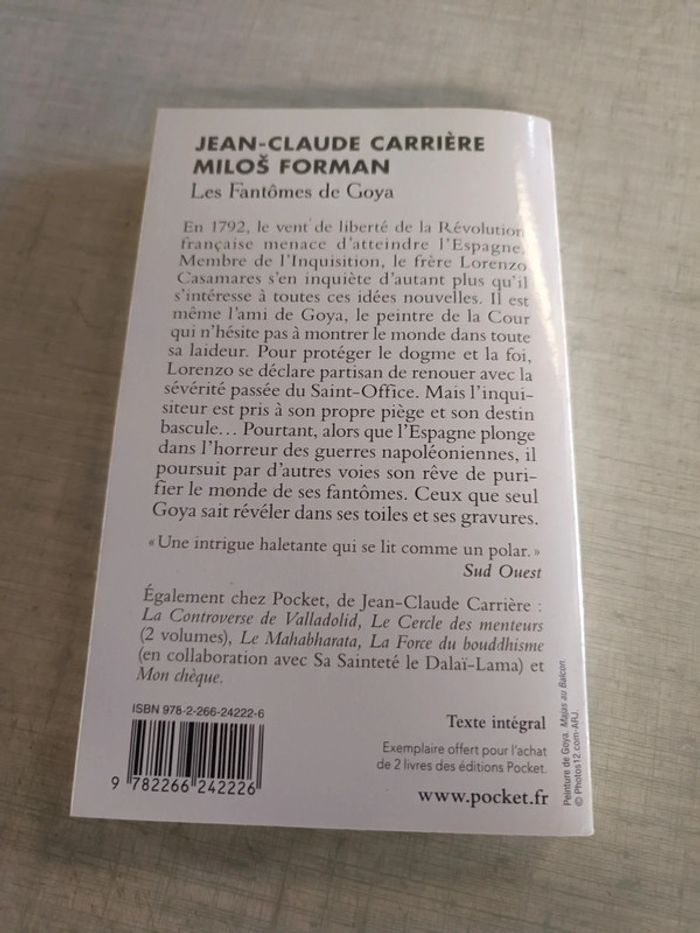 JEAN-CLAUDE CARRIÈRE
MILOŠ FORMAN
Les Fantômes de Goya
En 1792, le vent de liberté de la Révolution
française menace d'atteindre l'Espagne.
Membre de l'Inquisition, le frère Lorenzo
Casamares s'en inquiète d'autant plus qu'il
s'intéresse à toutes ces idées nouvelles. Il est
même l'ami de Goya, le peintre de la Cour
qui n'hésite pas à montrer le monde dans toute
sa laideur. Pour protéger le dogme et la foi,
Lorenzo se déclare partisan de renouer avec la
sévérité passée du Saint-Office. Mais l'inqui-
siteur est pris à son propre piège et son destin
bascule... Pourtant, alors que l'Espagne plonge
dans l'horreur des guerres napoléoniennes, il
poursuit par d'autres voies son rêve de puri-
fier le monde de ses fantômes. Ceux que seul
Goya sait révéler dans ses toiles et ses gravures.
« Une intrigue haletante qui se lit comme un polar. »
Sud Ouest
Également chez Pocket, de Jean-Claude Carrière :
La Controverse de Valladolid, Le Cercle des menteurs
(2 volumes), Le Mahabharata, La Force du bouddhisme
(en collaboration avec Sa Sainteté le Dalaï-Lama) et
Mon chèque.
ISBN 978-2-266-24222-6
9 782266 242226
Texte intégral
Exemplaire offert pour l'achat
de 2 livres des éditions Pocket.
www.pocket.fr
Peinture de Goya. Majas au Balcon.
© Photos12.com-ARJ.